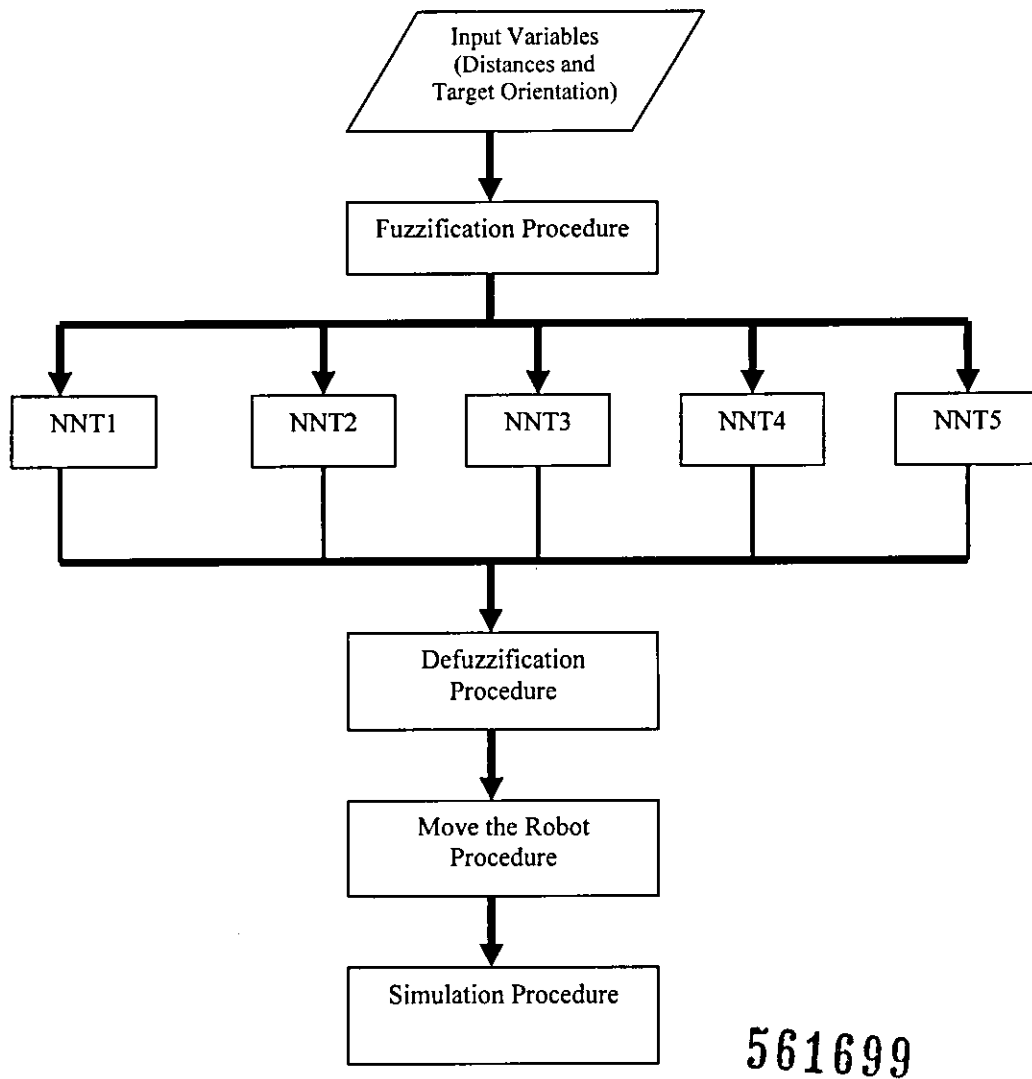 Input Variables
(Distances and
Target Orientation)
Fuzzification Procedure
NNT1
NNT2
NNT3
NNT4
NNT5
Defuzzification
Procedure
Move the Robot
Procedure
Simulation Procedure
561699